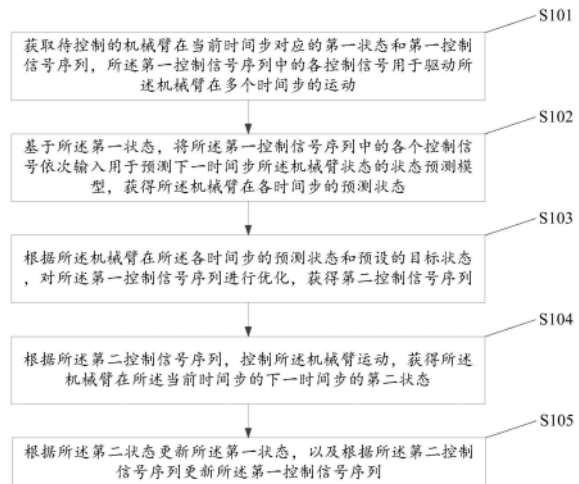 S101
获取待控制的机械臂在当前时间步对应的第一状态和第一控制
信号序列，所述第一控制信号序列中的各控制信号用于驱动所
述机械臂在多个时间步的运动
S102
基于所述第一状态，将所述第一控制信号序列中的各个控制信
号依次输入用于预测下一时间步所述机械臂状态的状态预测模
型，获得所述机械臂在各时间步的预测状态
S103
根据所述机械臂在所述各时间步的预测状态和预设的目标状态
，对所述第一控制信号序列进行优化，获得第二控制信号序列
S104
根据所述第二控制信号序列，控制所述机械臂运动，获得所述
机械臂在所述当前时间步的下一时间步的第二状态
S105
根据所述第二状态更新所述第一状态，以及根据所述第二控制
信号序列更新所述第一控制信号序列